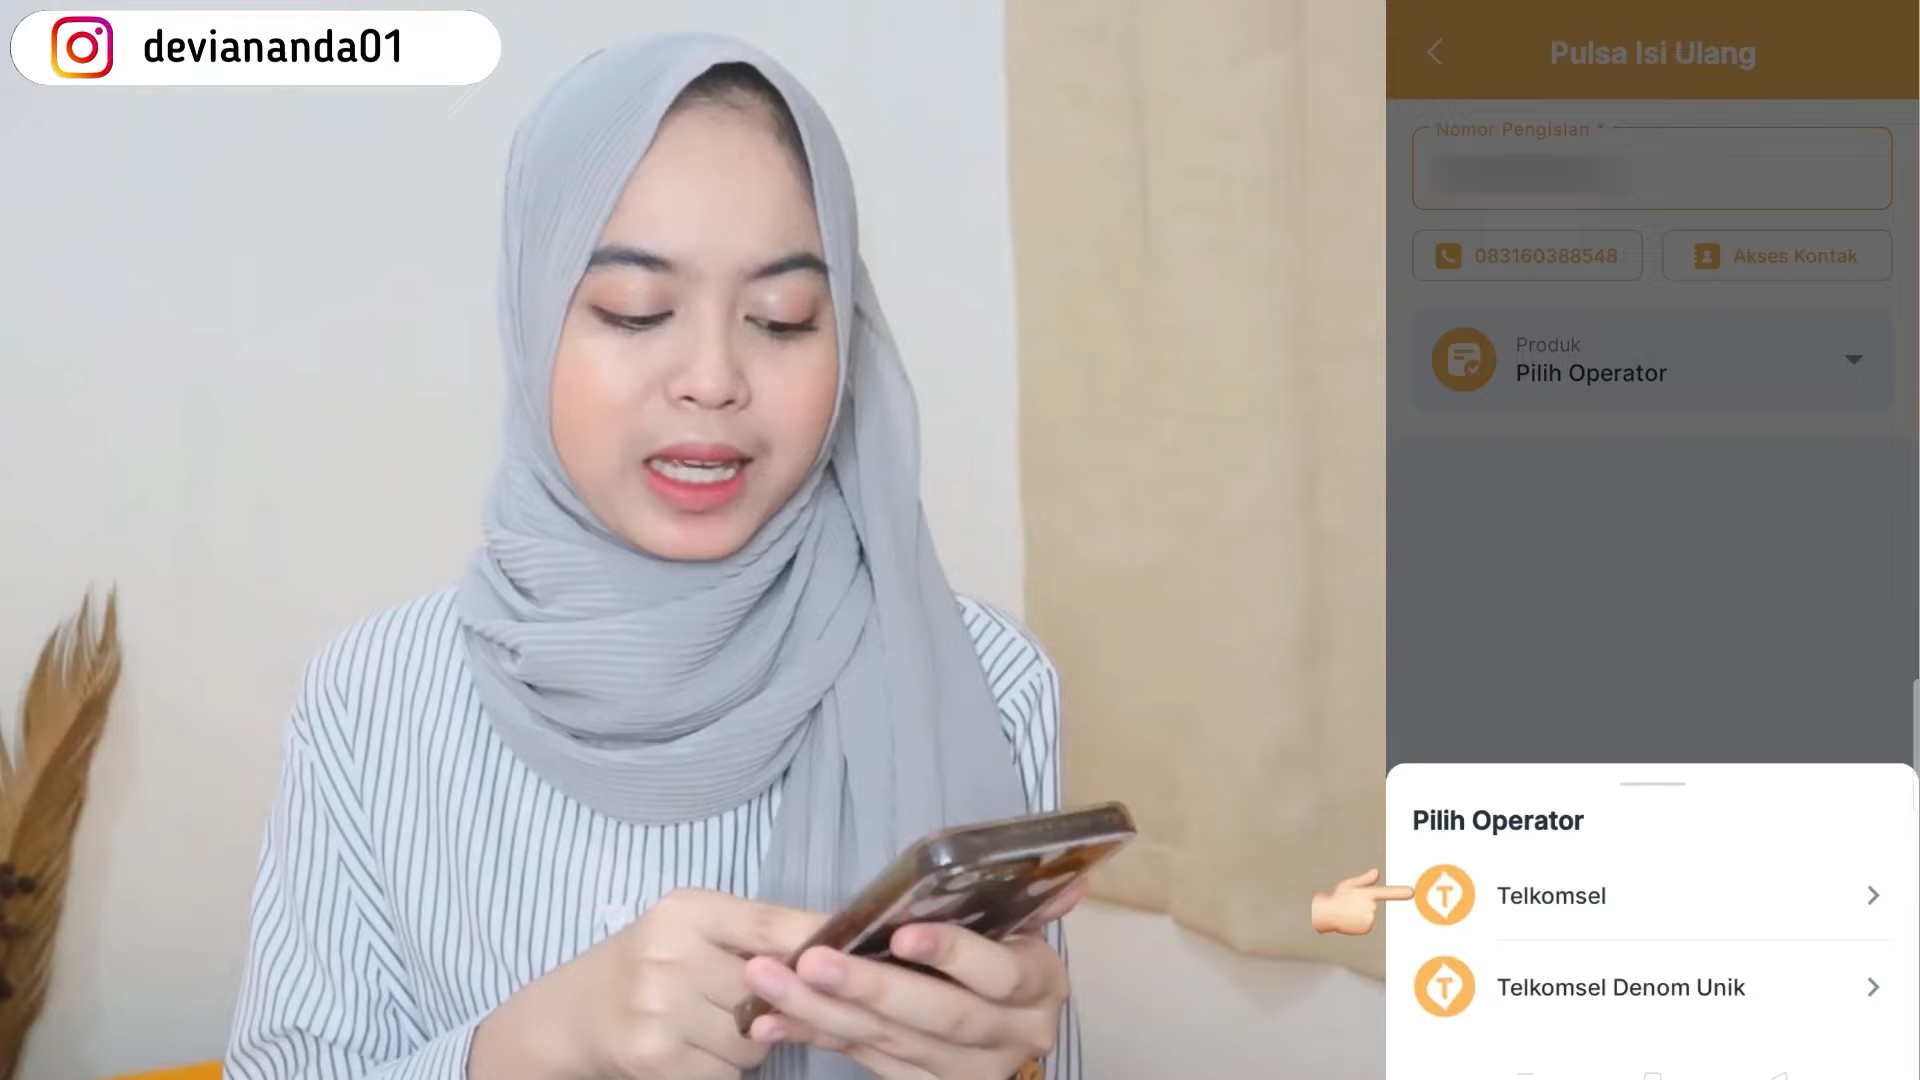 deviananda01
Pulsa Isi Ulang
Nomor Pengisian *
083160388548
Akses Kontak
Produk
Pilih Operator
Pilih Operator
Telkomsel
Telkomsel Denom Unik